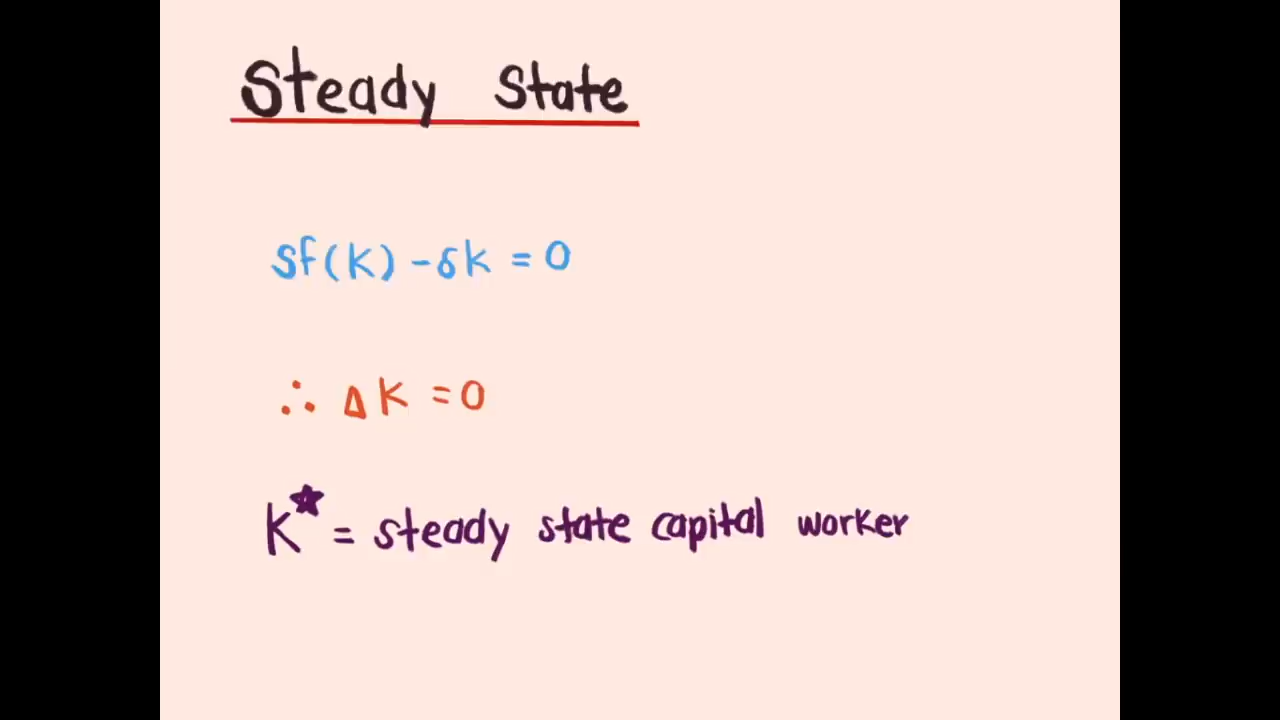 Steady State
sf(k) - δk = 0
∴ Δk = 0
k* = steady state capital worker